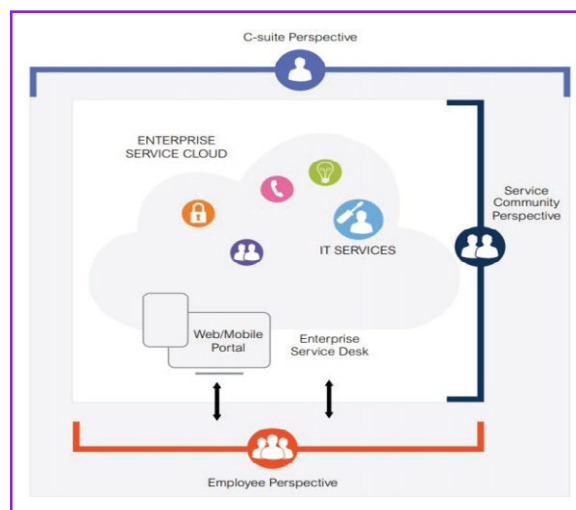 C-suite Perspective
ENTERPRISE
SERVICE CLOUD
Service
Community
Perspective
IT SERVICES
Web/Mobile
Portal
Enterprise
Service Desk
Employee Perspective